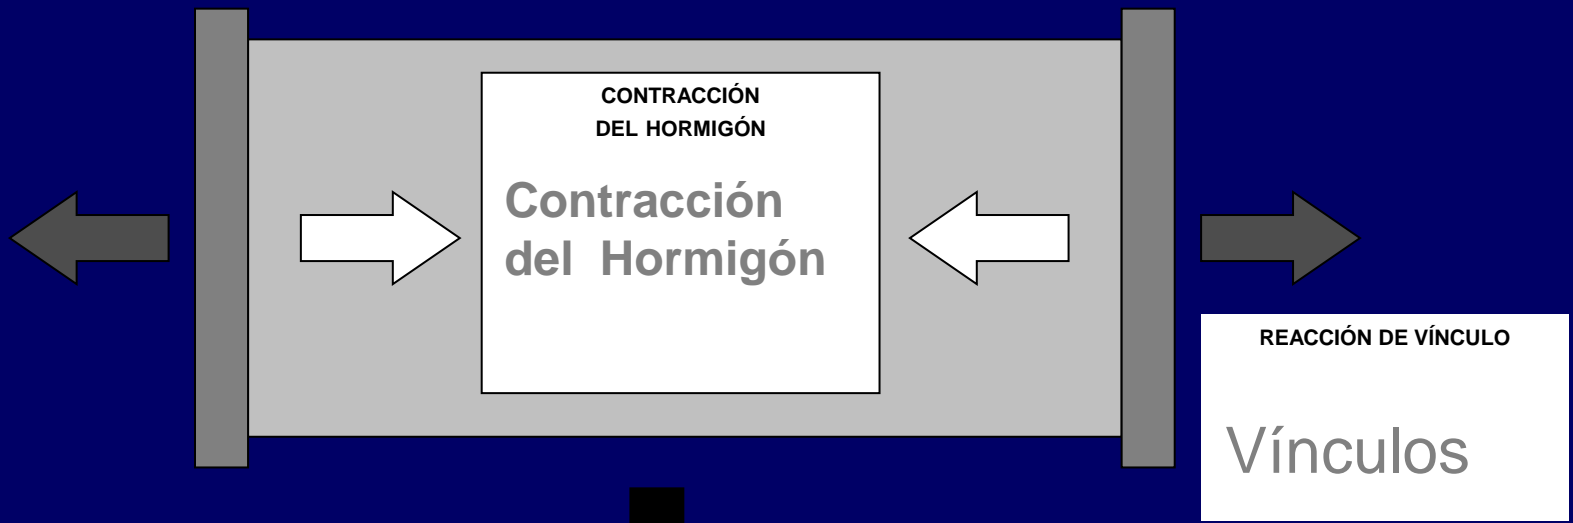 CONTRACCIÓN
DEL HORMIGÓN
Contracción
del Hormigón
REACCIÓN DE VÍNCULO
Vínculos